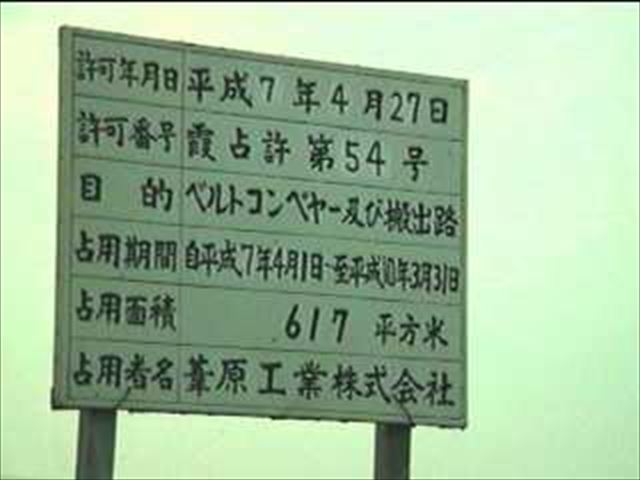 許可年月日 平成7年4月27日
許可番号 霞占許第54号
目的 ベルトコンベヤー及び搬出路
占用期間 自平成7年4月1日~至平成10年3月31日
占用面積 617 平方米
占用者名 葦原工業株式会社